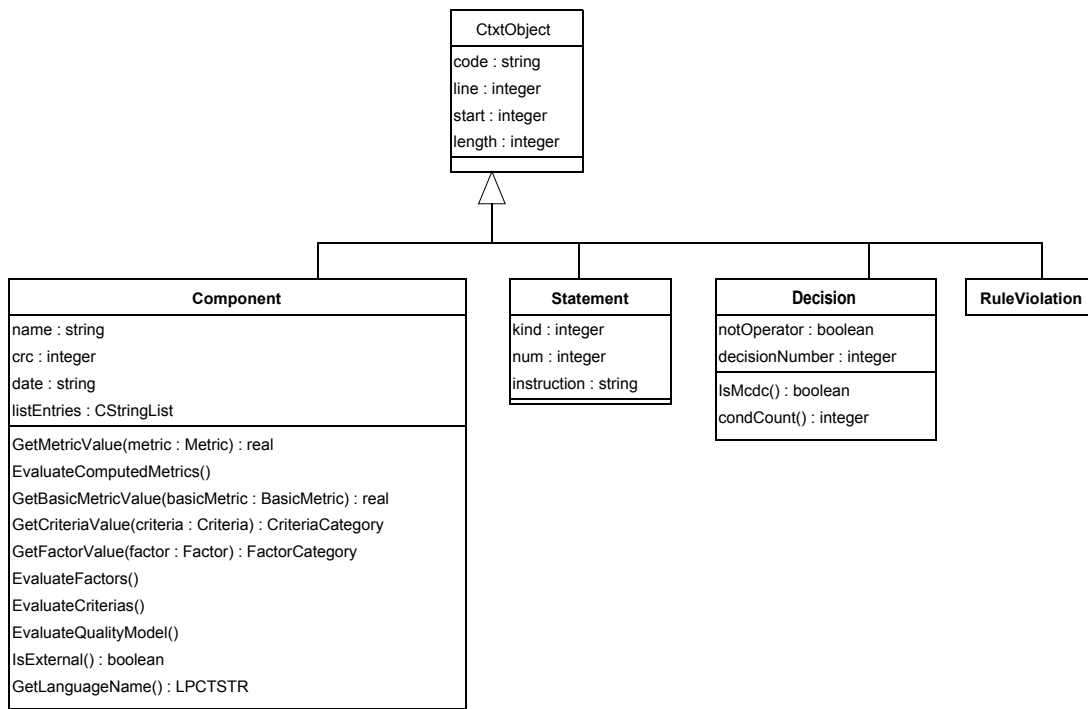 CtxtObject
code : string
line : integer
start : integer
length : integer
Component
name : string
crc : integer
date : string
listEntries : CStringList
GetMetricValue(metric : Metric) : real
EvaluateComputedMetrics()
GetBasicMetricValue(basicMetric : BasicMetric) : real
GetCriteriaValue(criteria : Criteria) : CriteriaCategory
GetFactorValue(factor : Factor) : FactorCategory
EvaluateFactors()
EvaluateCriterias()
EvaluateQualityModel()
IsExternal() : boolean
GetLanguageName() : LPCTSTR
Statement
kind : integer
num : integer
instruction : string
Decision
notOperator : boolean
decisionNumber : integer
IsMcdc() : boolean
condCount() : integer
RuleViolation